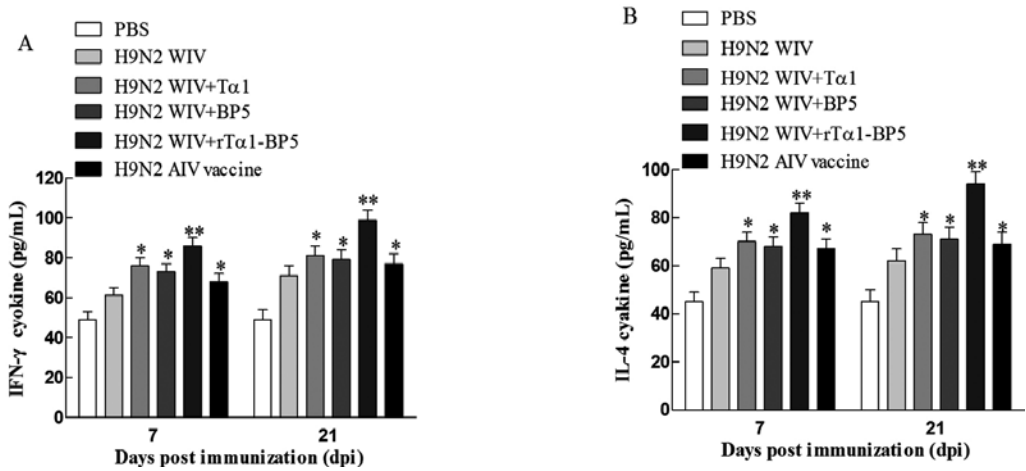 A
PBS
H9N2 WIV
H9N2 WIV+Tα1
H9N2 WIV+BP5
H9N2 WIV+rTα1-BP5
H9N2 AIV vaccine
IFN-γ cyokine (pg/mL)
120
100
80
60
40
20
0
* * ** *
* * ** *
7 21
Days post immunization (dpi)
B
PBS
H9N2 WIV
H9N2 WIV+Tα1
H9N2 WIV+BP5
H9N2 WIV+rTα1-BP5
H9N2 AIV vaccine
IL-4 cyakine (pg/mL)
100
80
60
40
20
0
* * ** *
* * ** *
7 21
Days post immunization (dpi)